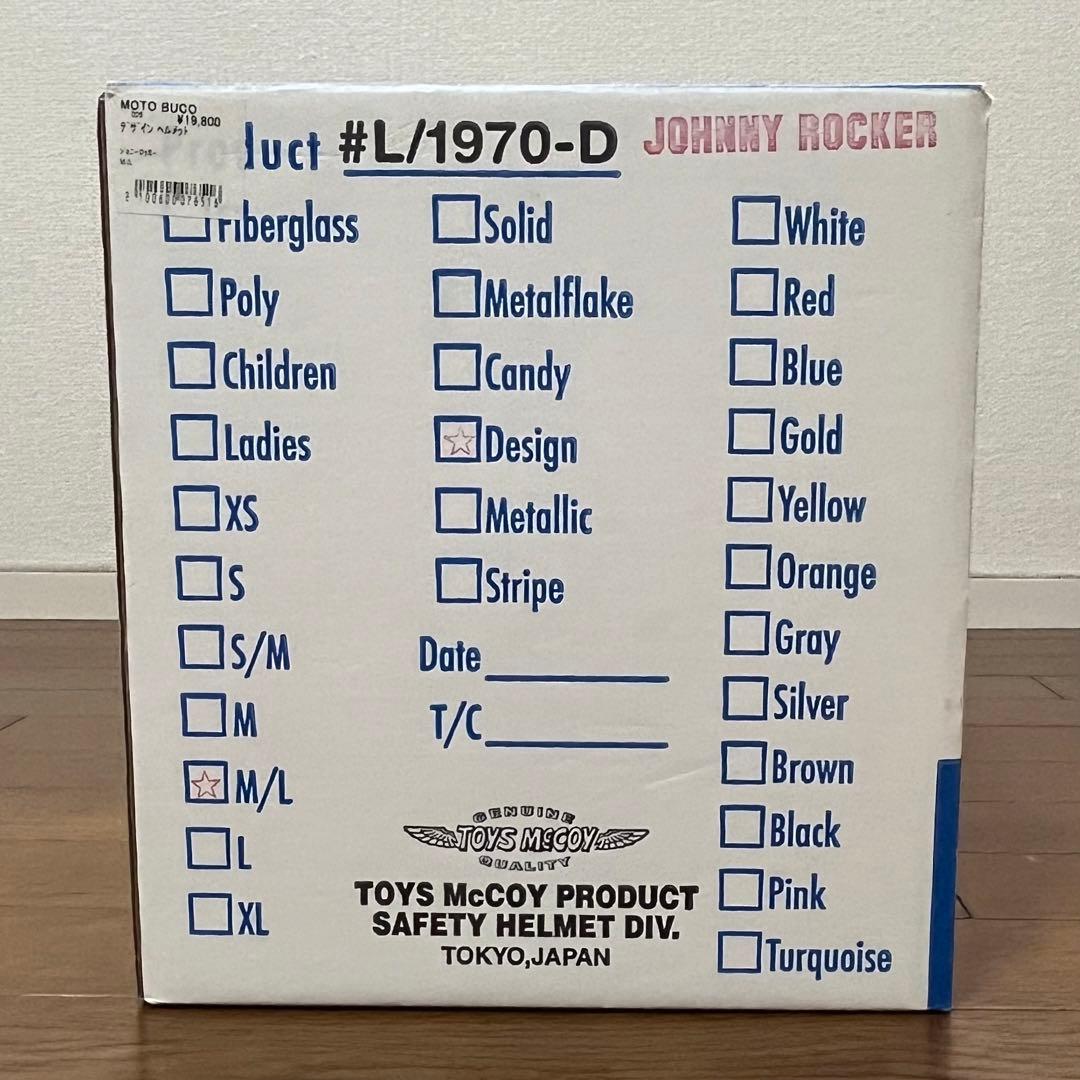 MOTO BUCO
¥19,800
デザイン ヘルメット
ジョニーロッカー
M/L
2100600076516
Product #L/1970-D JOHNNY ROCKER
Fiberglass
Poly
Children
Ladies
XS
S
S/M
M
M/L
L
XL
Solid
Metalflake
Candy
Design
Metallic
Stripe
Date
T/C
White
Red
Blue
Gold
Yellow
Orange
Gray
Silver
Brown
Black
Pink
Turquoise
GENUINE
TOYS McCOY
QUALITY
TOYS McCOY PRODUCT
SAFETY HELMET DIV.
TOKYO,JAPAN